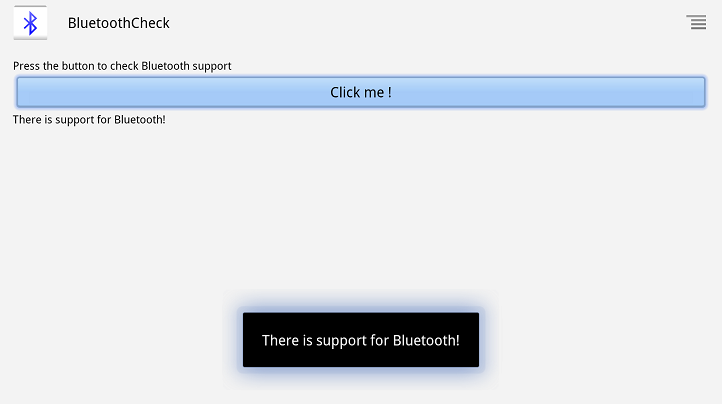 BluetoothCheck
Press the button to check Bluetooth support
Click me !
There is support for Bluetooth!
There is support for Bluetooth!